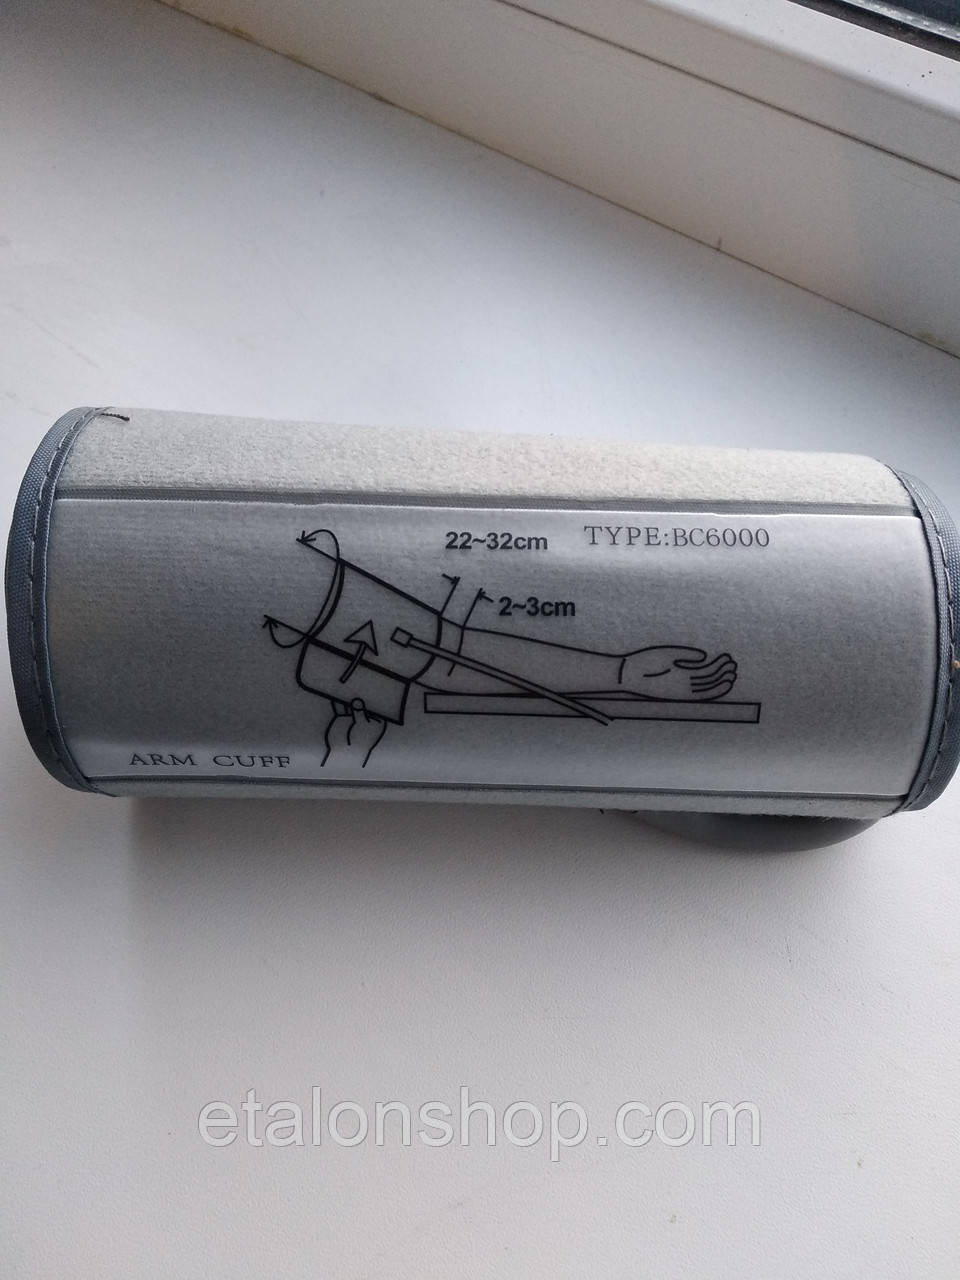 22~32cm
TYPE:BC6000
2~3cm
ARM CUFF
etalonshop.com